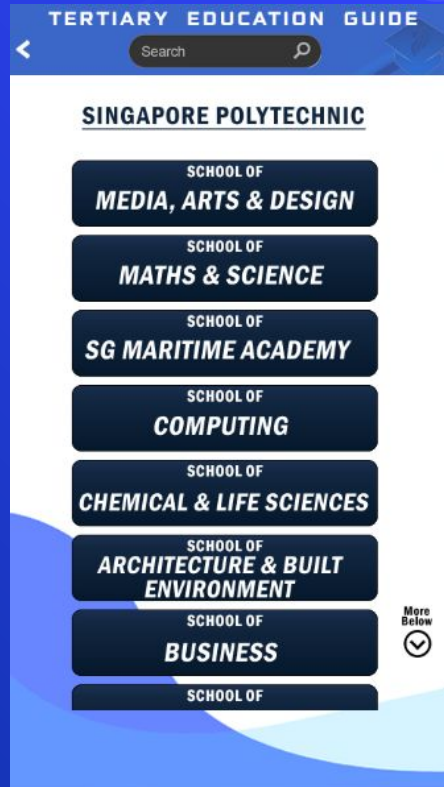 TERTIARY EDUCATION GUIDE
Search
SINGAPORE POLYTECHNIC
SCHOOL OF
MEDIA, ARTS & DESIGN
SCHOOL OF
MATHS & SCIENCE
SCHOOL OF
SG MARITIME ACADEMY
SCHOOL OF
COMPUTING
SCHOOL OF
CHEMICAL & LIFE SCIENCES
SCHOOL OF
ARCHITECTURE & BUILT
ENVIRONMENT
SCHOOL OF
BUSINESS
More
Below
SCHOOL OF